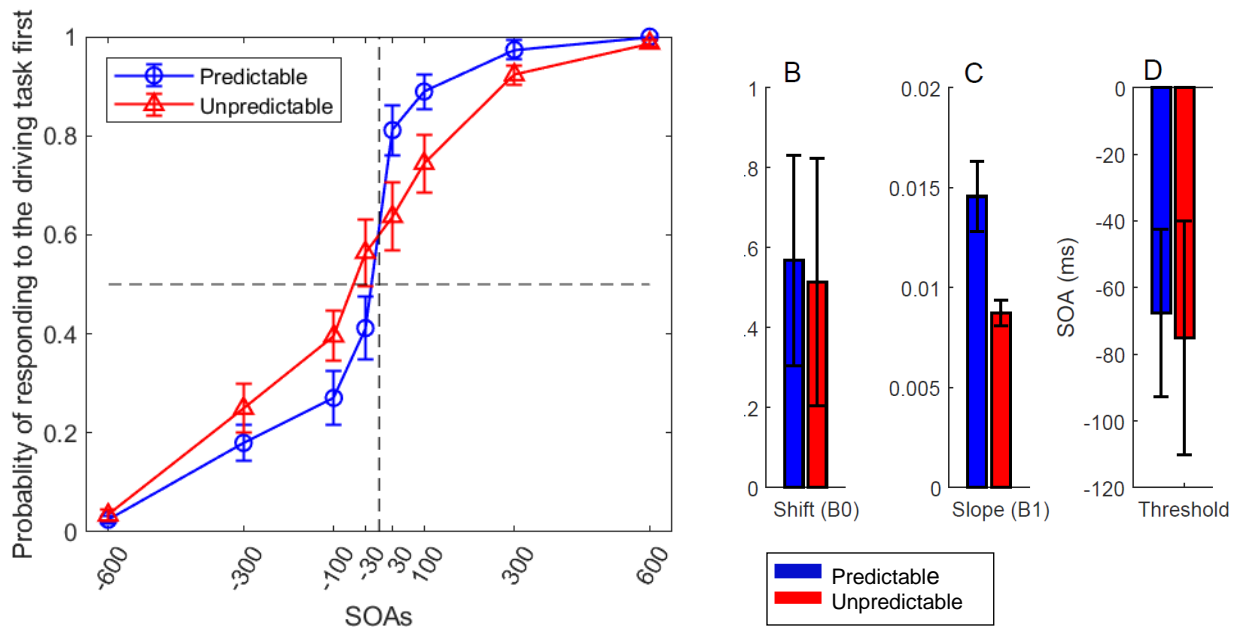 Probablity of responding to the driving task first
1
0.8
0.6
0.4
0.2
0
Predictable
Unpredictable
-600
-300
-100
-30
30
100
300
600
SOAs
B
1
.8
.6
.4
.2
0
Shift (B0)
C
0.02
0.015
0.01
0.005
0
Slope (B1)
D
SOA (ms)
0
-20
-40
-60
-80
-100
-120
Threshold
Predictable
Unpredictable